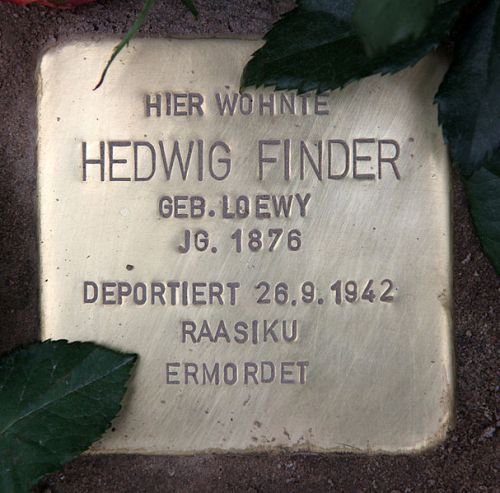 HIER WOHNTE
HEDWIG FINDER
GEB. LOEWY
JG. 1876
DEPORTIERT 26.9.1942
RAASIKU
ERMORDET